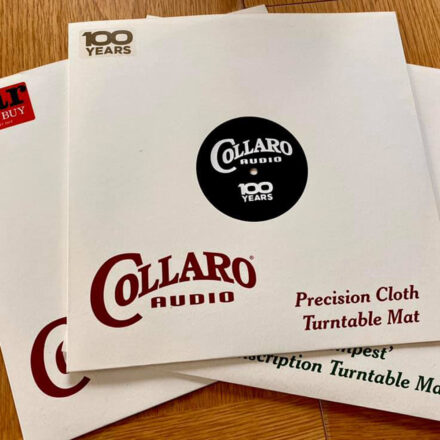 100
YEARS
COLLARO
AUDIO
100
YEARS
COLLARO®
AUDIO
Precision Cloth
Turntable Mat
BUY
C
Turntable Mat